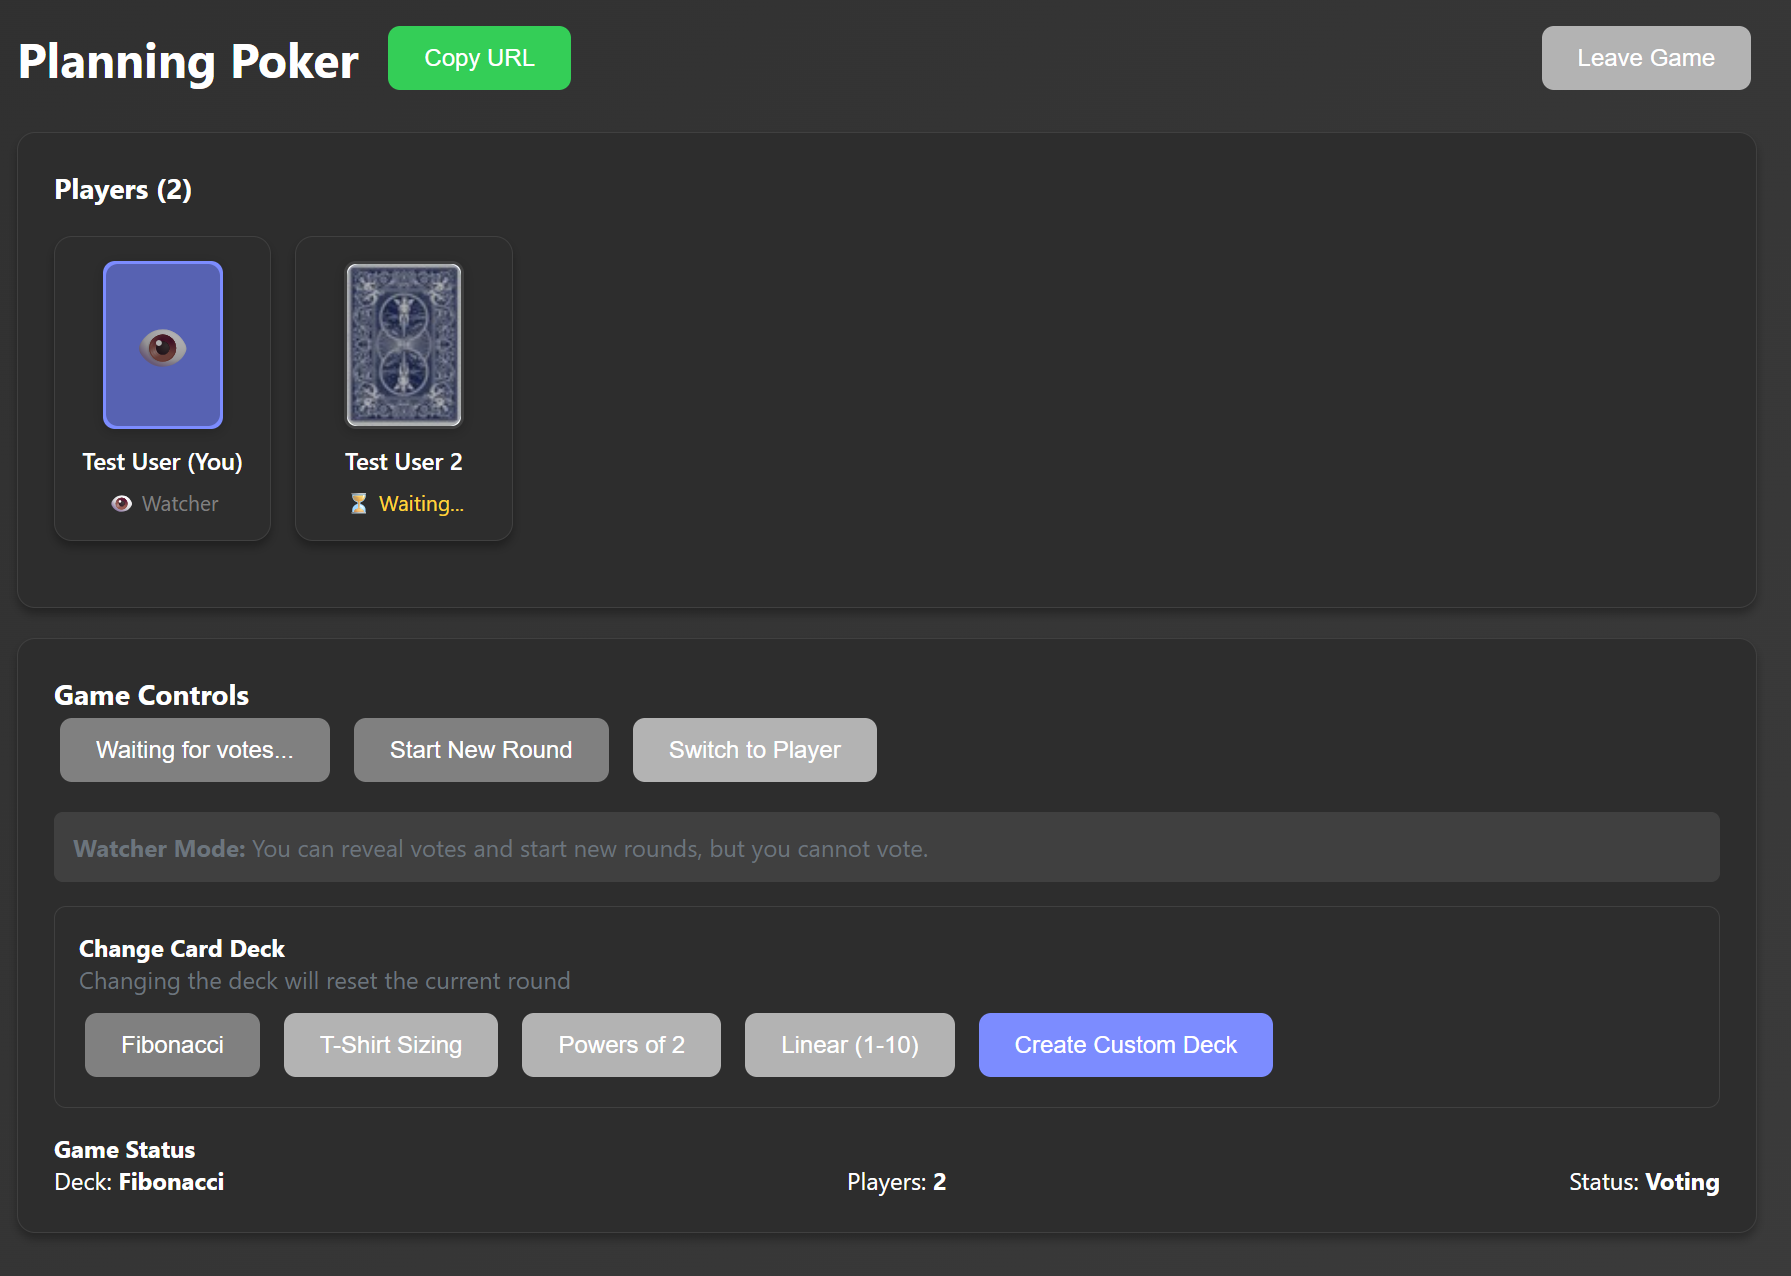 Planning Poker
Copy URL
Leave Game
Players (2)
Test User (You)
Test User 2
👁️ Watcher
⏳ Waiting...
Game Controls
Waiting for votes...
Start New Round
Switch to Player
Watcher Mode: You can reveal votes and start new rounds, but you cannot vote.
Change Card Deck
Changing the deck will reset the current round
Fibonacci
T-Shirt Sizing
Powers of 2
Linear (1-10)
Create Custom Deck
Game Status
Deck: Fibonacci
Players: 2
Status: Voting